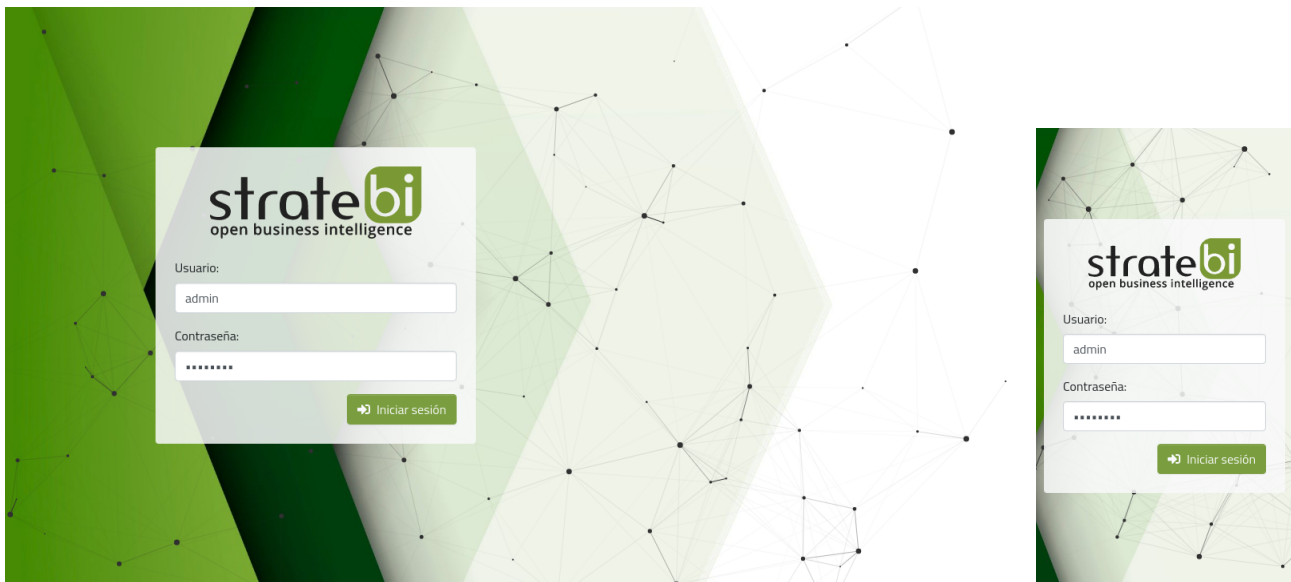 stratebi
open business intelligence
Usuario:
admin
Contraseña:
••••••••
Iniciar sesión
stratebi
open business intelligence
Usuario:
admin
Contraseña:
••••••••
Iniciar sesión